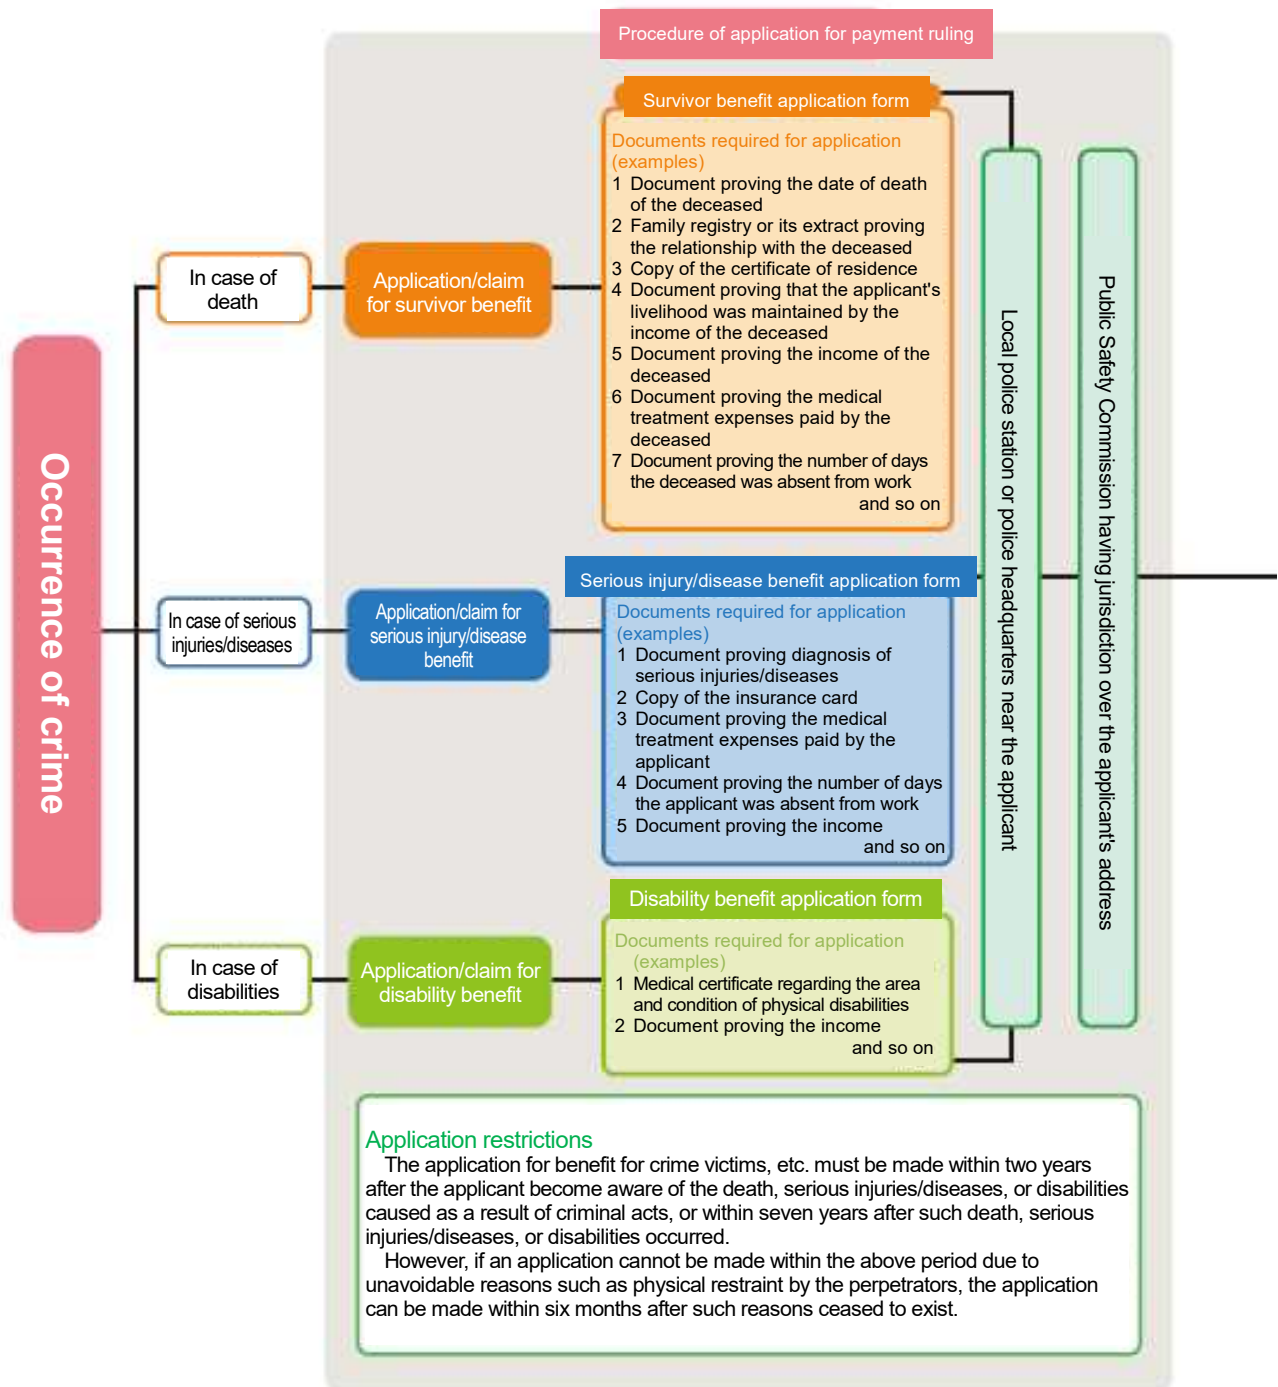 Procedure of application for payment ruling
Occurrence of crime
In case of
death
Application/claim
for survivor benefit
Survivor benefit application form
Documents required for application
(examples)
1 Document proving the date of death
of the deceased
2 Family registry or its extract proving
the relationship with the deceased
3 Copy of the certificate of residence
4 Document proving that the applicant's
livelihood was maintained by the
income of the deceased
5 Document proving the income of the
deceased
6 Document proving the medical
treatment expenses paid by the
deceased
7 Document proving the number of days
the deceased was absent from work
and so on
In case of serious
injuries/diseases
Application/claim for
serious injury/disease
benefit
Serious injury/disease benefit application form
Documents required for application
(examples)
1 Document proving diagnosis of
serious injuries/diseases
2 Copy of the insurance card
3 Document proving the medical
treatment expenses paid by the
applicant
4 Document proving the number of days
the applicant was absent from work
5 Document proving the income
and so on
In case of
disabilities
Application/claim for
disability benefit
Disability benefit application form
Documents required for application
(examples)
1 Medical certificate regarding the area
and condition of physical disabilities
2 Document proving the income
and so on
Local police station or police headquarters near the applicant
Public Safety Commission having jurisdiction over the applicant's address
Application restrictions
The application for benefit for crime victims, etc. must be made within two years
after the applicant become aware of the death, serious injuries/diseases, or disabilities
caused as a result of criminal acts, or within seven years after such death, serious
injuries/diseases, or disabilities occurred.
However, if an application cannot be made within the above period due to
unavoidable reasons such as physical restraint by the perpetrators, the application
can be made within six months after such reasons ceased to exist.